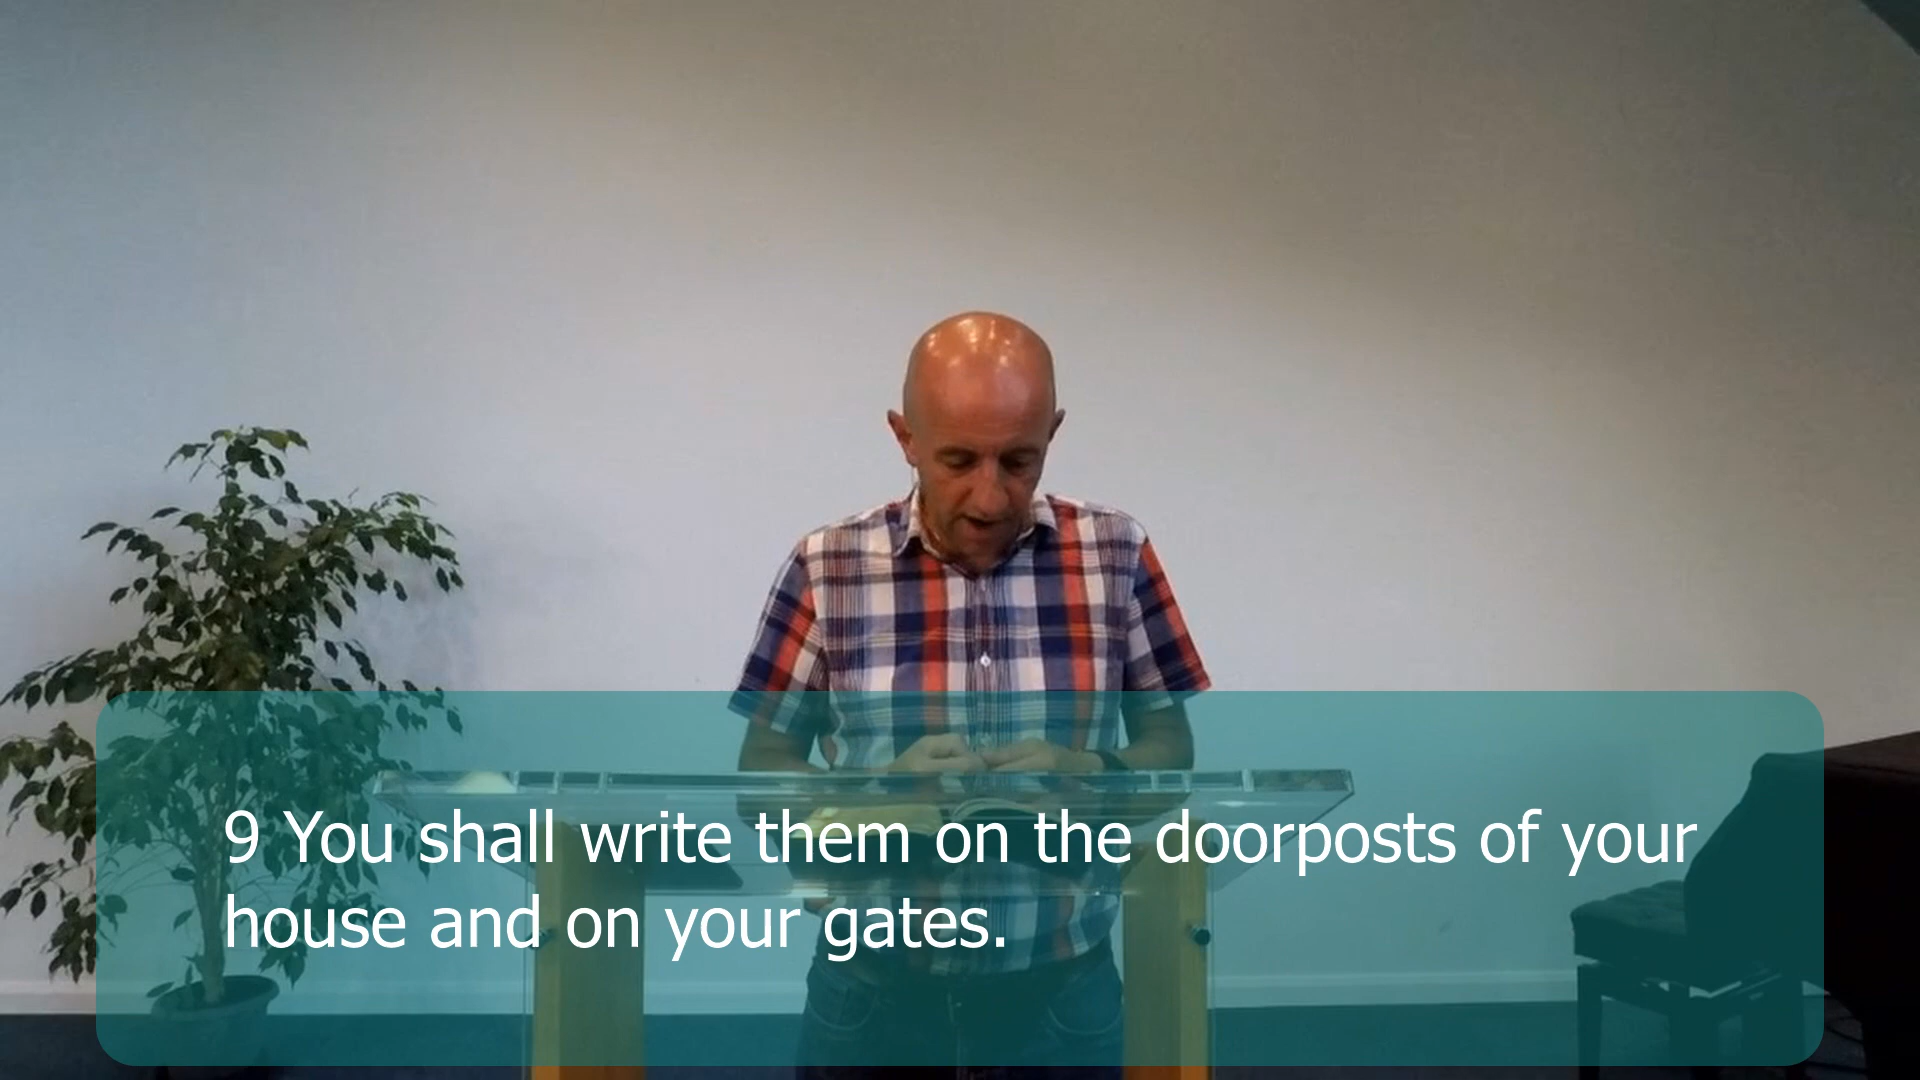 9 You shall write them on the doorposts of your
house and on your gates.